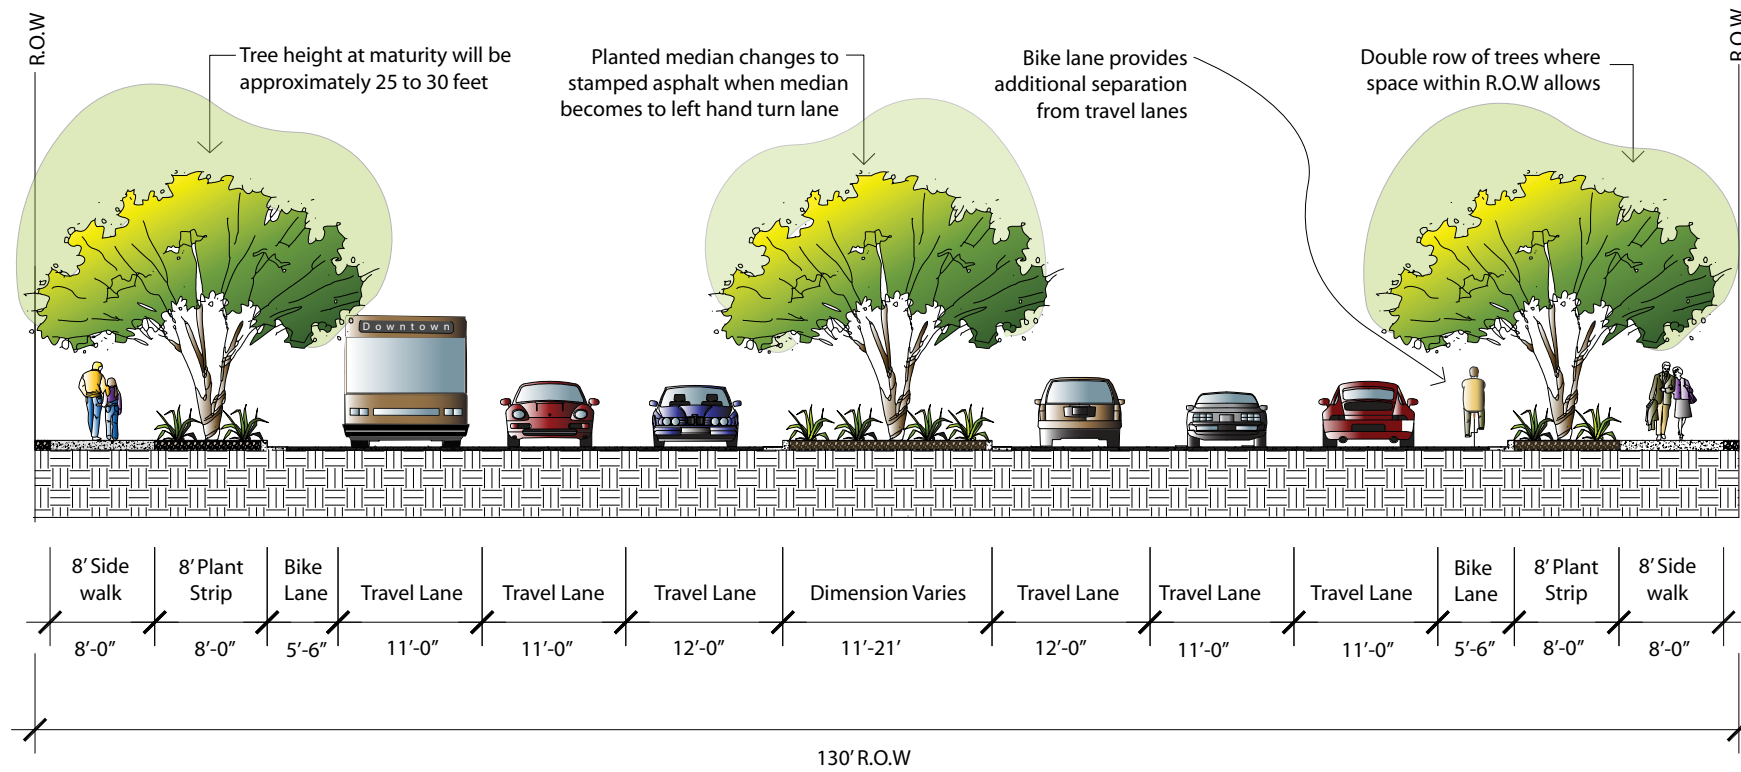 R.O.W
Tree height at maturity will be
approximately 25 to 30 feet
Planted median changes to
stamped asphalt when median
becomes to left hand turn lane
Bike lane provides
additional separation
from travel lanes
Double row of trees where
space within R.O.W allows
R.O.W
Downtown
8' Side
walk
8' Plant
Strip
Bike
Lane
Travel Lane
Travel Lane
Travel Lane
Dimension Varies
Travel Lane
Travel Lane
Travel Lane
Bike
Lane
8' Plant
Strip
8' Side
walk
8'-0"
8'-0"
5'-6"
11'-0"
11'-0"
12'-0"
11'-21'
12'-0"
11'-0"
11'-0"
5'-6"
8'-0"
8'-0"
130' R.O.W